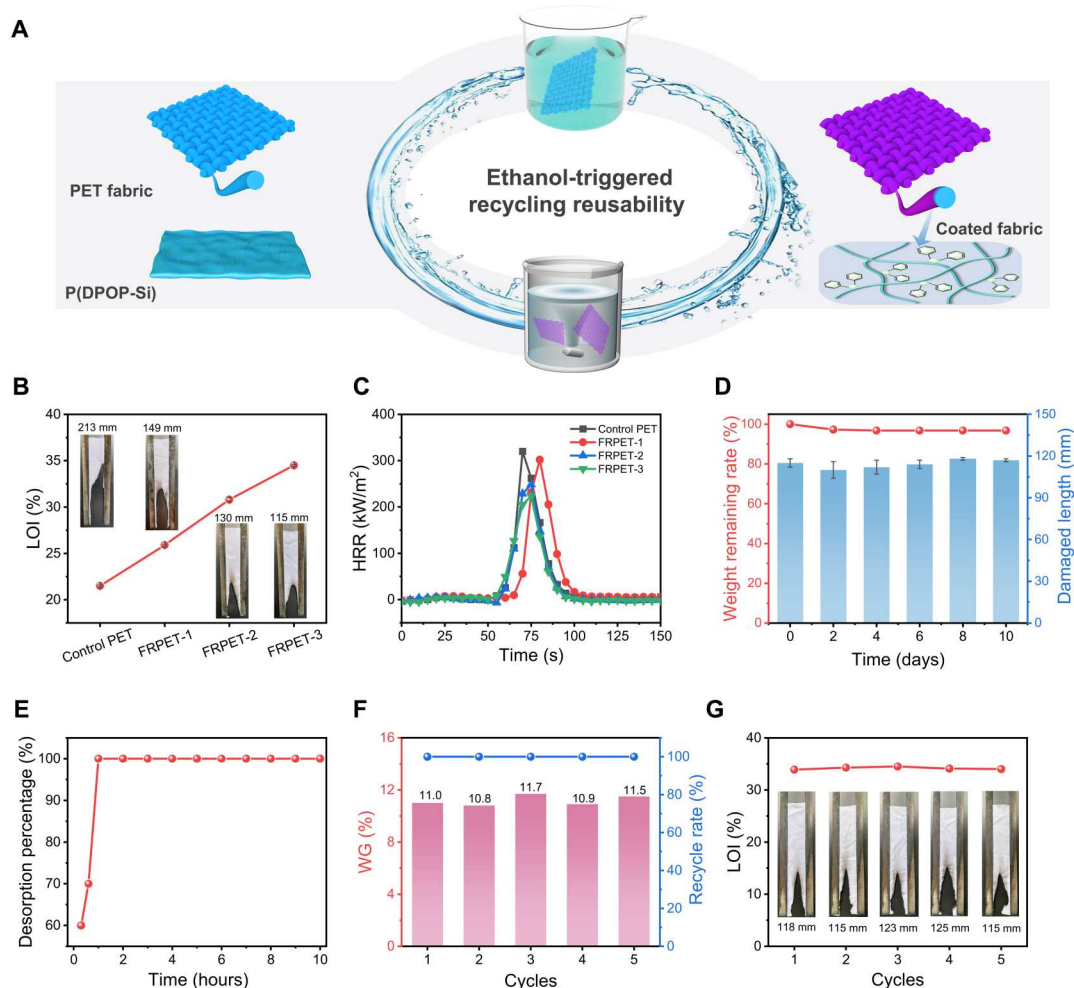 A
PET fabric
P(DPOP-Si)
Ethanol-triggered
recycling reusability
Coated fabric
B
LOI (%)
40
35
30
25
20
213 mm
149 mm
130 mm
115 mm
Control PET
FRPET-1
FRPET-2
FRPET-3
C
HRR (kW/m²)
400
300
200
100
0
Control PET
FRPET-1
FRPET-2
FRPET-3
0 25 50 75 100 125 150
Time (s)
D
Weight remaining rate (%)
100
80
60
40
20
0
Damaged length (mm)
150
120
90
60
30
0
0 2 4 6 8 10
Time (days)
E
Desorption percentage (%)
100
90
80
70
60
0 2 4 6 8 10
Time (hours)
F
WG (%)
16
12
8
4
0
11.0 10.8 11.7 10.9 11.5
Recycle rate (%)
100
80
60
40
20
0
1 2 3 4 5
Cycles
G
LOI (%)
40
30
20
10
0
118 mm 115 mm 123 mm 125 mm 115 mm
1 2 3 4 5
Cycles